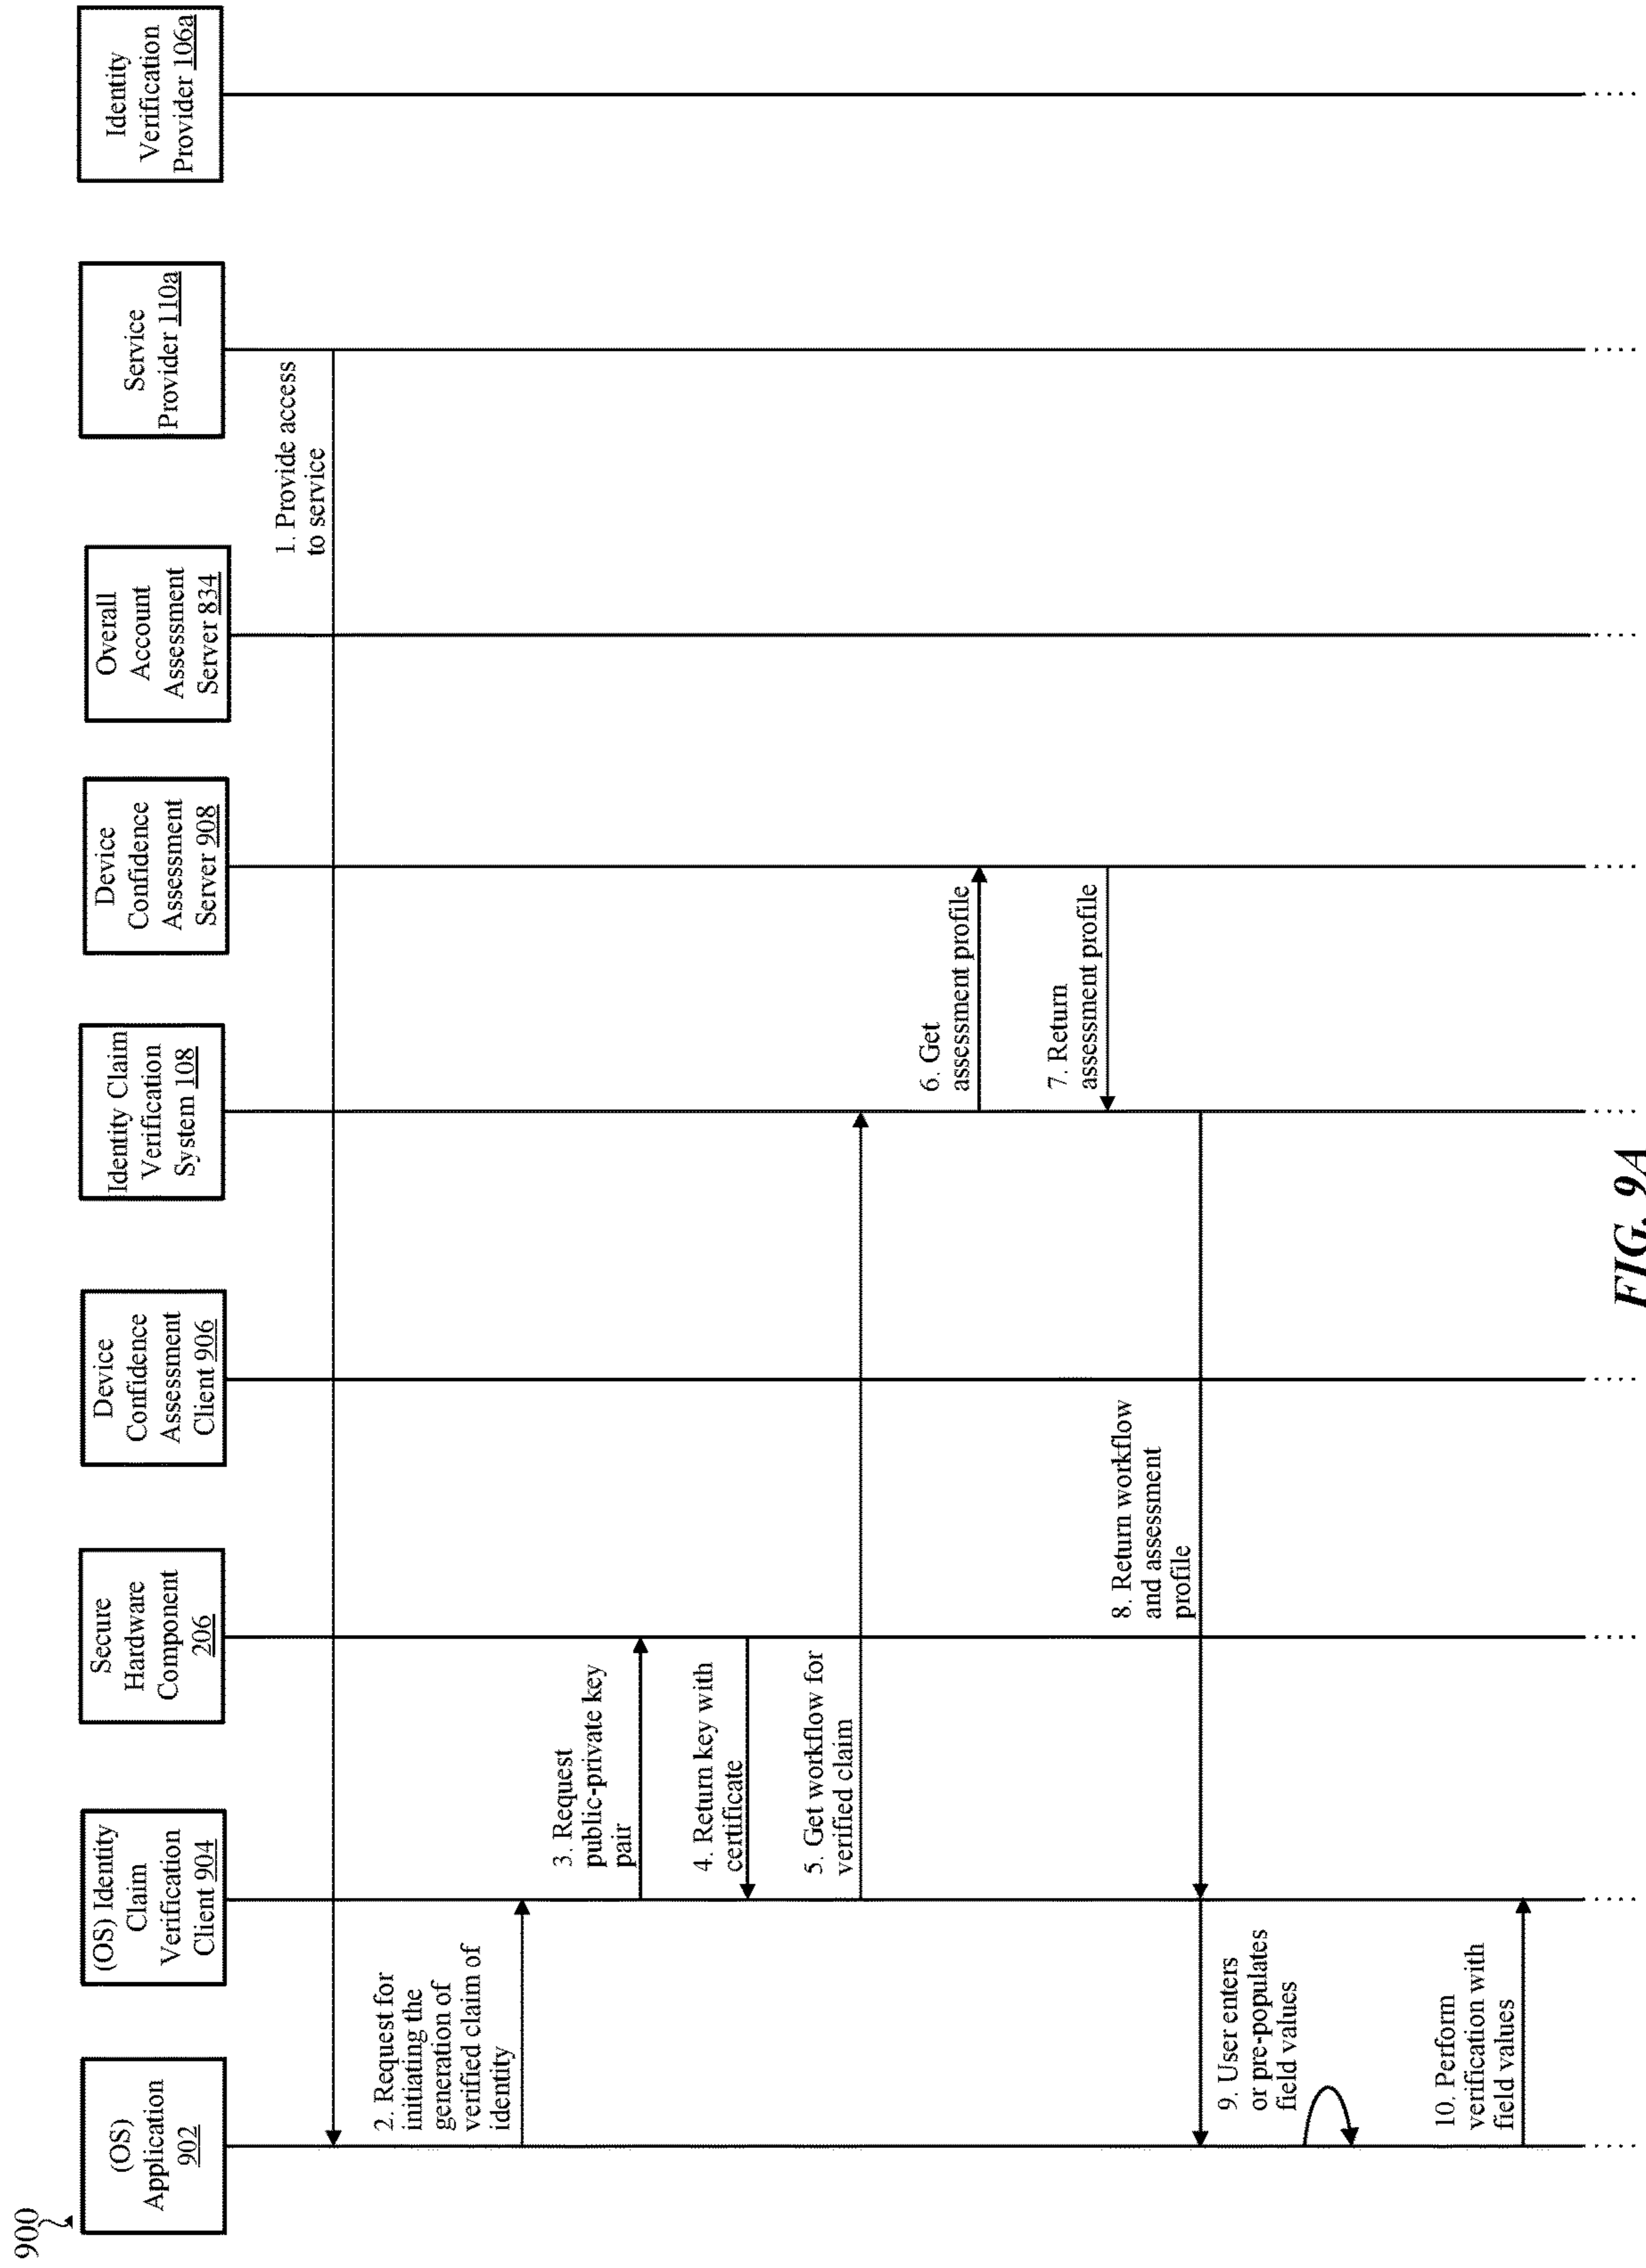 900
(OS)
Application
902
(OS) Identity
Claim
Verification
Client 904
Secure
Hardware
Component
206
Device
Confidence
Assessment
Client 906
Identity Claim
Verification
System 108
Device
Confidence
Assessment
Server 908
Overall
Account
Assessment
Server 834
Service
Provider 110a
Identity
Verification
Provider 106a
1. Provide access
to service
2. Request for
initiating the
generation of
verified claim of
identity
3. Request
public-private key
pair
4. Return key with
certificate
5. Get workflow for
verified claim
6. Get
assessment profile
7. Return
assessment profile
8. Return workflow
and assessment
profile
9. User enters
or pre-populates
field values
10. Perform
verification with
field values
FIG. 9A